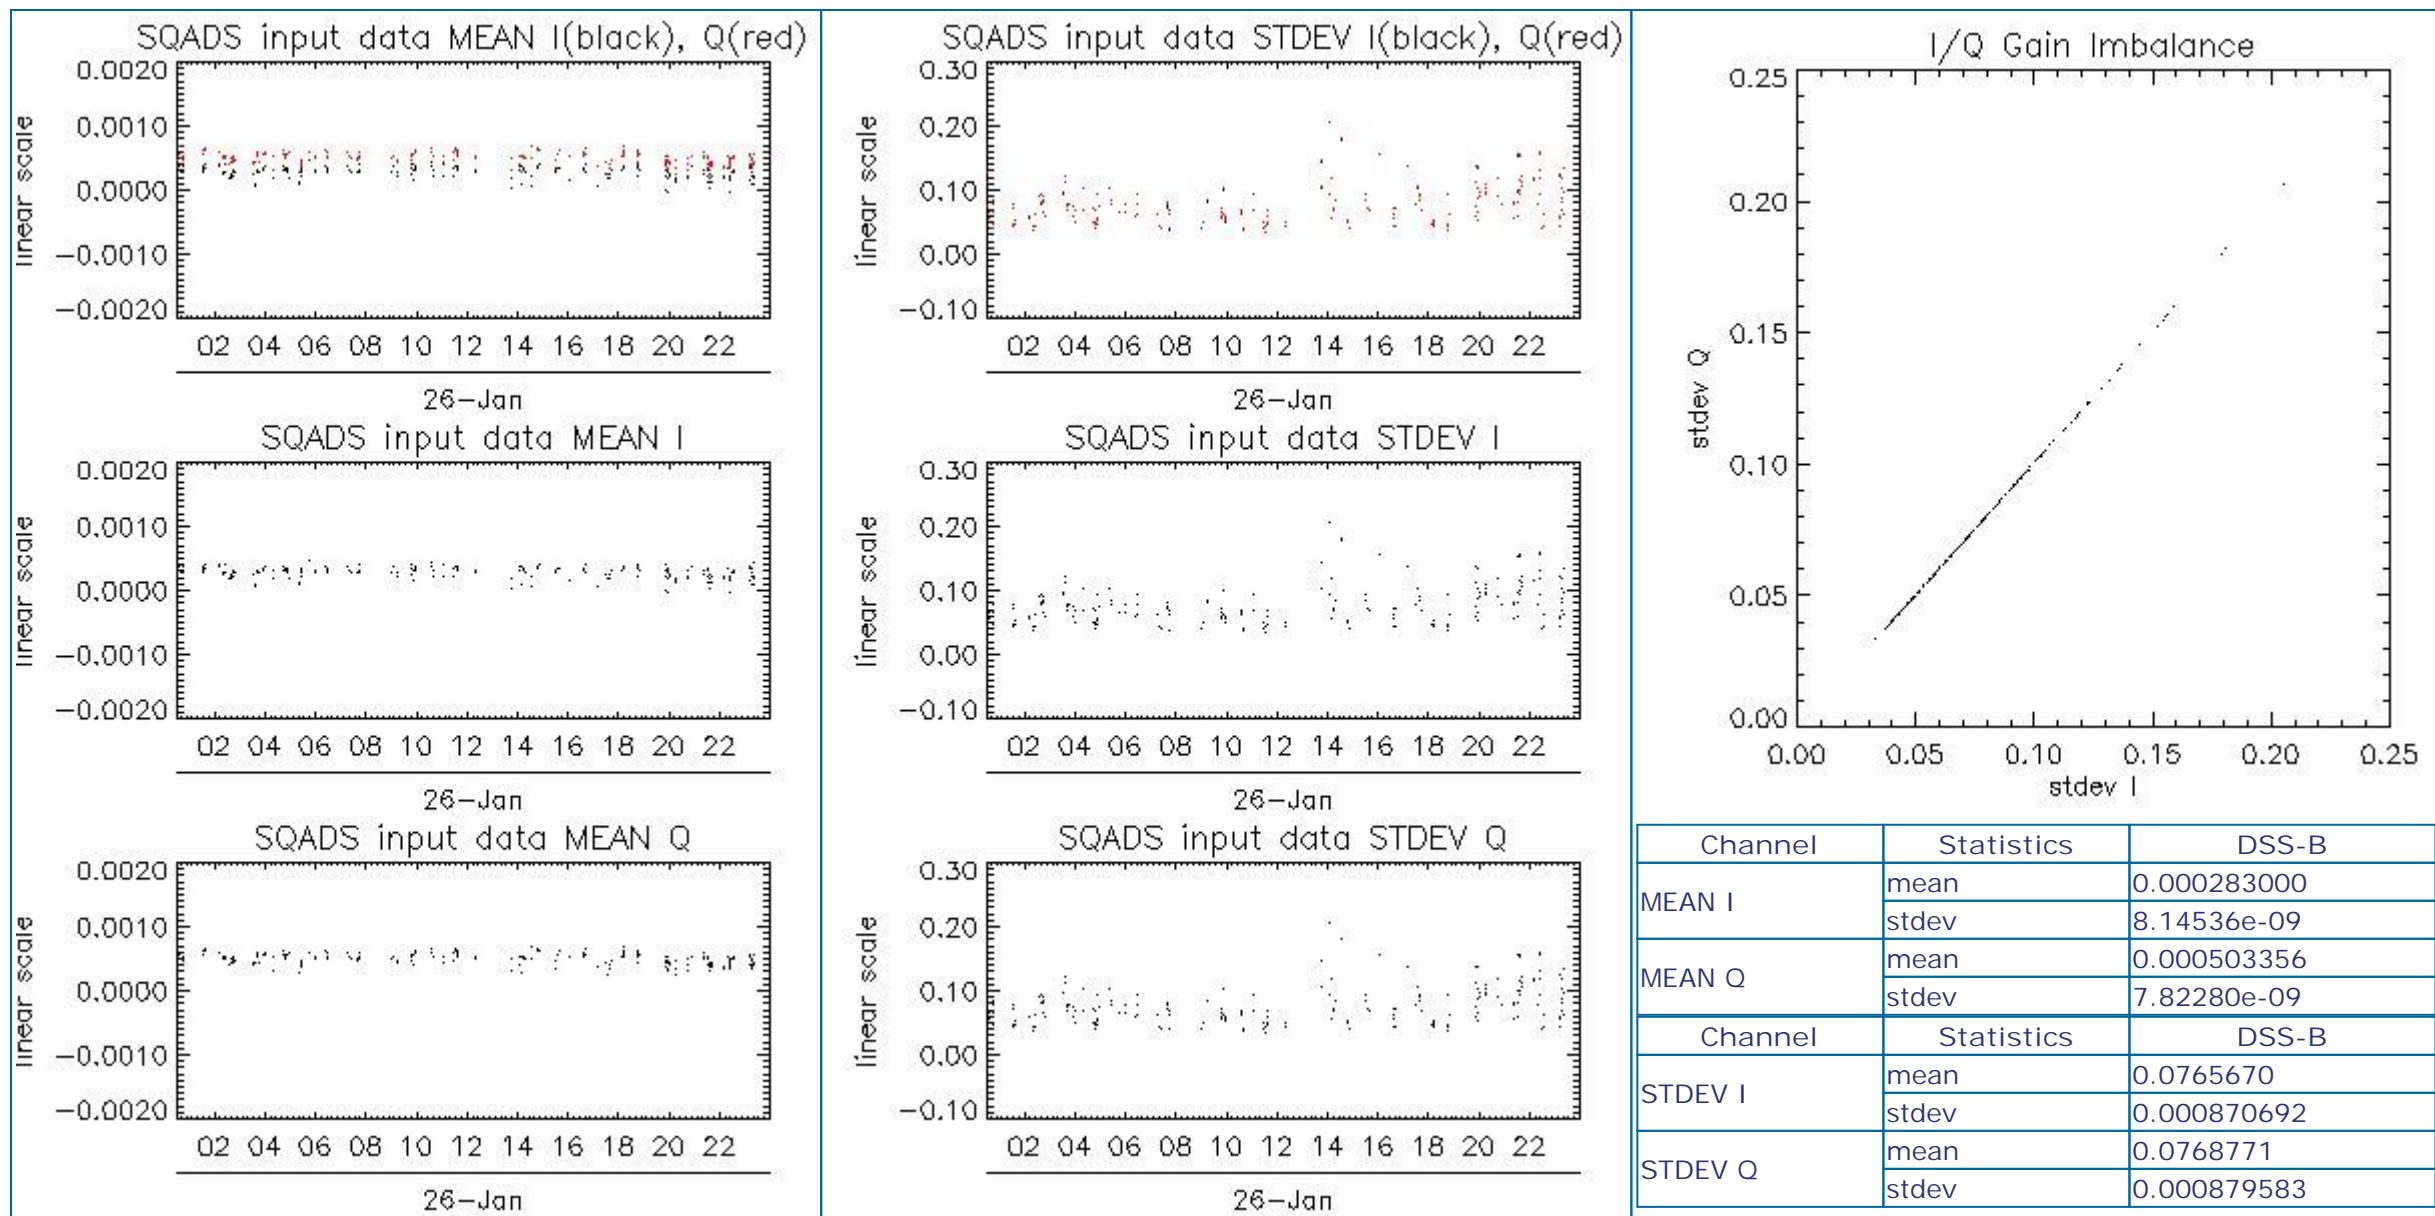 SQADS input data MEAN I(black), Q(red)
linear scale
0.0020
0.0010
0.0000
−0.0010
−0.0020
02 04 06 08 10 12 14 16 18 20 22
26−Jan
SQADS input data MEAN I
linear scale
0.0020
0.0010
0.0000
−0.0010
−0.0020
02 04 06 08 10 12 14 16 18 20 22
26−Jan
SQADS input data MEAN Q
linear scale
0.0020
0.0010
0.0000
−0.0010
−0.0020
02 04 06 08 10 12 14 16 18 20 22
26−Jan
SQADS input data STDEV I(black), Q(red)
linear scale
0.30
0.20
0.10
0.00
−0.10
02 04 06 08 10 12 14 16 18 20 22
26−Jan
SQADS input data STDEV I
linear scale
0.30
0.20
0.10
0.00
−0.10
02 04 06 08 10 12 14 16 18 20 22
26−Jan
SQADS input data STDEV Q
linear scale
0.30
0.20
0.10
0.00
−0.10
02 04 06 08 10 12 14 16 18 20 22
26−Jan
I/Q Gain Imbalance
stdev Q
0.25
0.20
0.15
0.10
0.05
0.00
0.00 0.05 0.10 0.15 0.20 0.25
stdev I
Channel Statistics DSS-B
MEAN I
mean 0.000283000
stdev 8.14536e-09
MEAN Q
mean 0.000503356
stdev 7.82280e-09
Channel Statistics DSS-B
STDEV I
mean 0.0765670
stdev 0.000870692
STDEV Q
mean 0.0768771
stdev 0.000879583